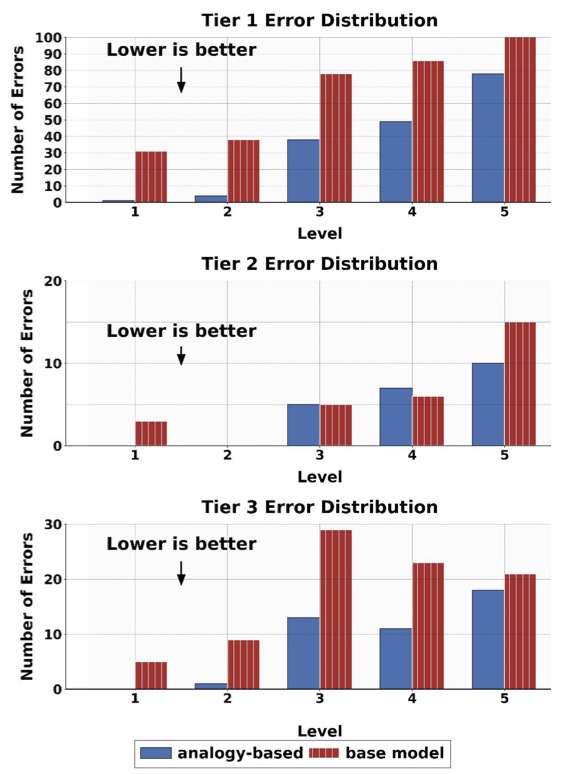 Tier 1 Error Distribution
100
90
80
70
60
50
40
30
20
10
0
Number of Errors
Lower is better
1 2 3 4 5
Level
Tier 2 Error Distribution
20
10
0
Number of Errors
Lower is better
1 2 3 4 5
Level
Tier 3 Error Distribution
30
20
10
0
Number of Errors
Lower is better
1 2 3 4 5
Level
analogy-based base model